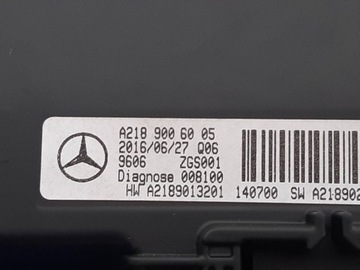 A218 900 60 05
2016/06/27 Q06
9606 ZGS001
Diagnose 008100
HW A2189013201 140700 SW A218902